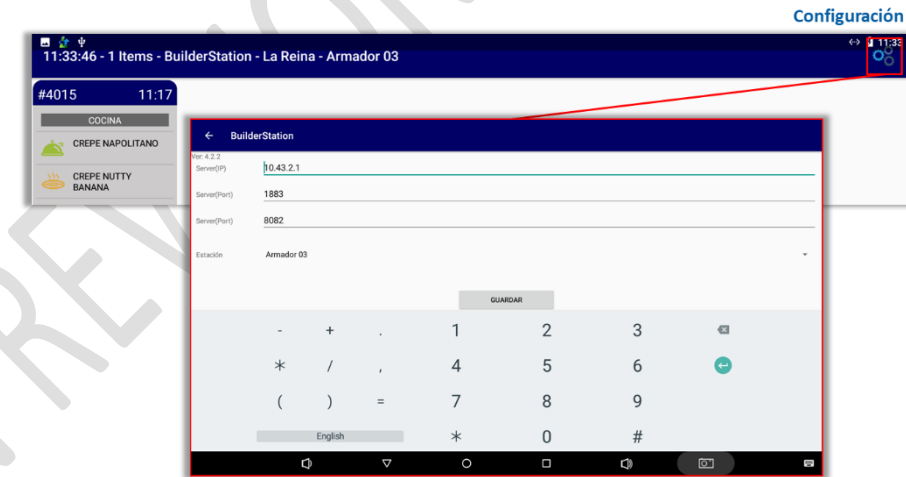 Configuración
11:33
11:33:46 - 1 Items - BuilderStation - La Reina - Armador 03
#4015 11:17
COCINA
CREPE NAPOLITANO
CREPE NUTTY
BANANA
BuilderStation
Ver: 4.2.2
Server(IP) 10.43.2.1
Server(Port) 1883
Server(Port) 8082
Estación Armador 03
GUARDAR
- + . 1 2 3
* / , 4 5 6
( ) = 7 8 9
English * 0 #